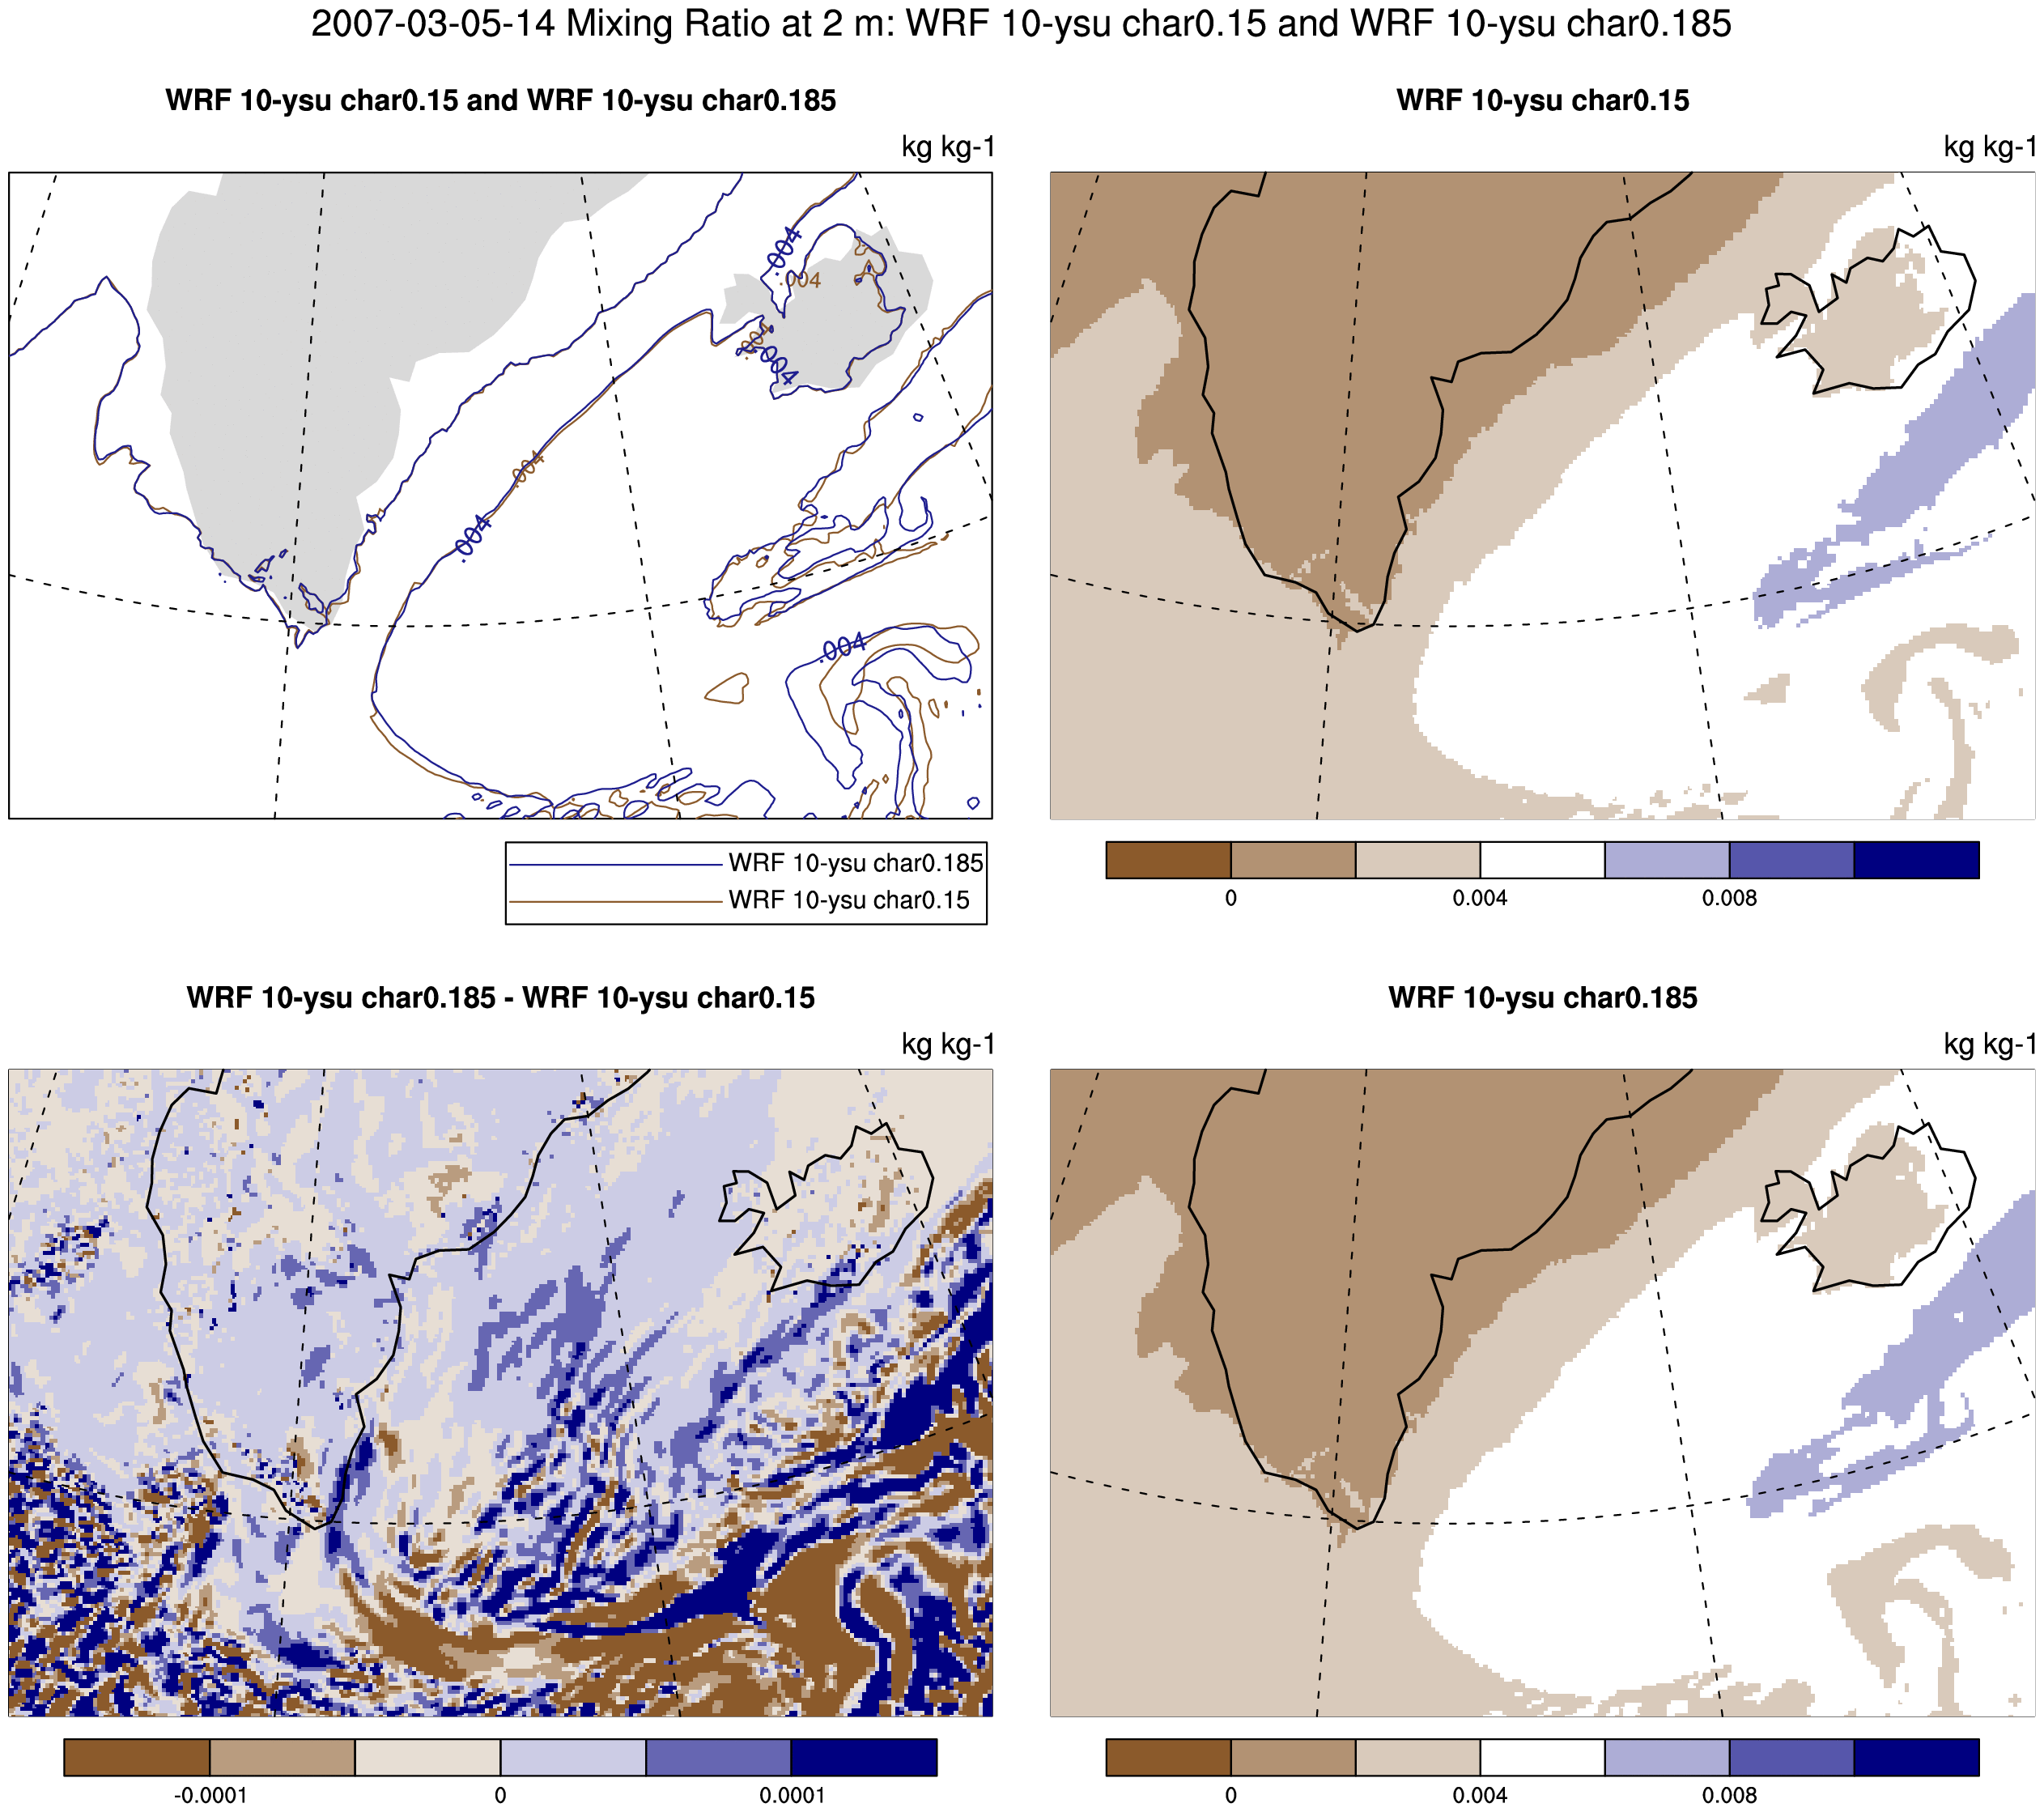 2007-03-05-14 Mixing Ratio at 2 m: WRF 10-ysu char0.15 and WRF 10-ysu char0.185
WRF 10-ysu char0.15 and WRF 10-ysu char0.185
kg kg-1
.004
.004
.004
.004
.004
.004
.004
WRF 10-ysu char0.185
WRF 10-ysu char0.15
WRF 10-ysu char0.15
kg kg-1
0 0.004 0.008
WRF 10-ysu char0.185 - WRF 10-ysu char0.15
kg kg-1
-0.0001 0 0.0001
WRF 10-ysu char0.185
kg kg-1
0 0.004 0.008